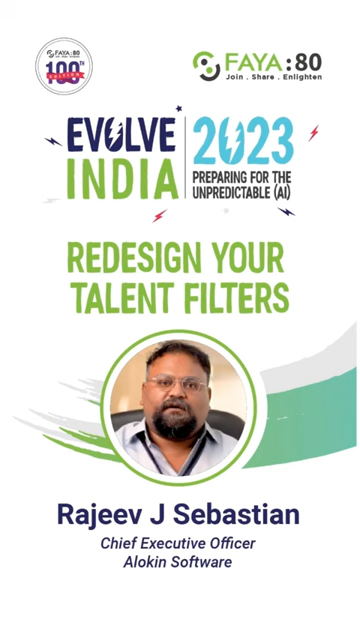 FAYA:80
100TH
EDITION
FAYA:80
Join . Share . Enlighten
EVOLVE
INDIA
2023
PREPARING FOR THE
UNPREDICTABLE (AI)
REDESIGN YOUR
TALENT FILTERS
Rajeev J Sebastian
Chief Executive Officer
Alokin Software